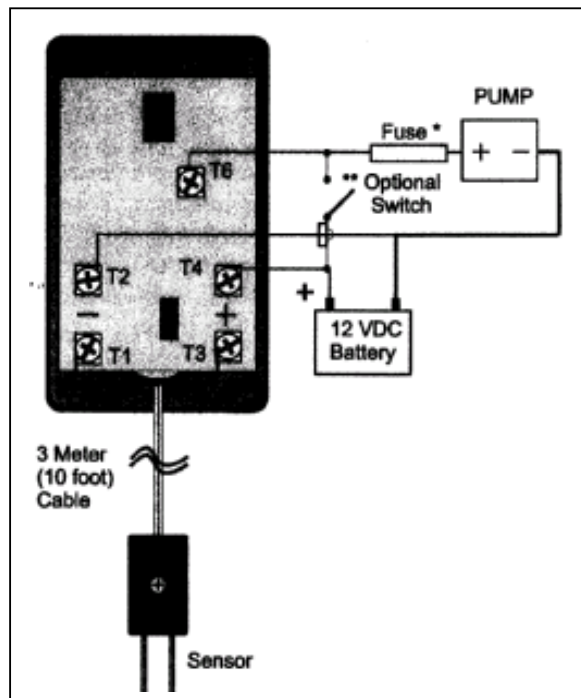 PUMP
Fuse *
+ -
T6
** Optional
Switch
T2
T4
+
-
+
12 VDC
Battery
T1
T3
3 Meter
(10 foot)
Cable
Sensor